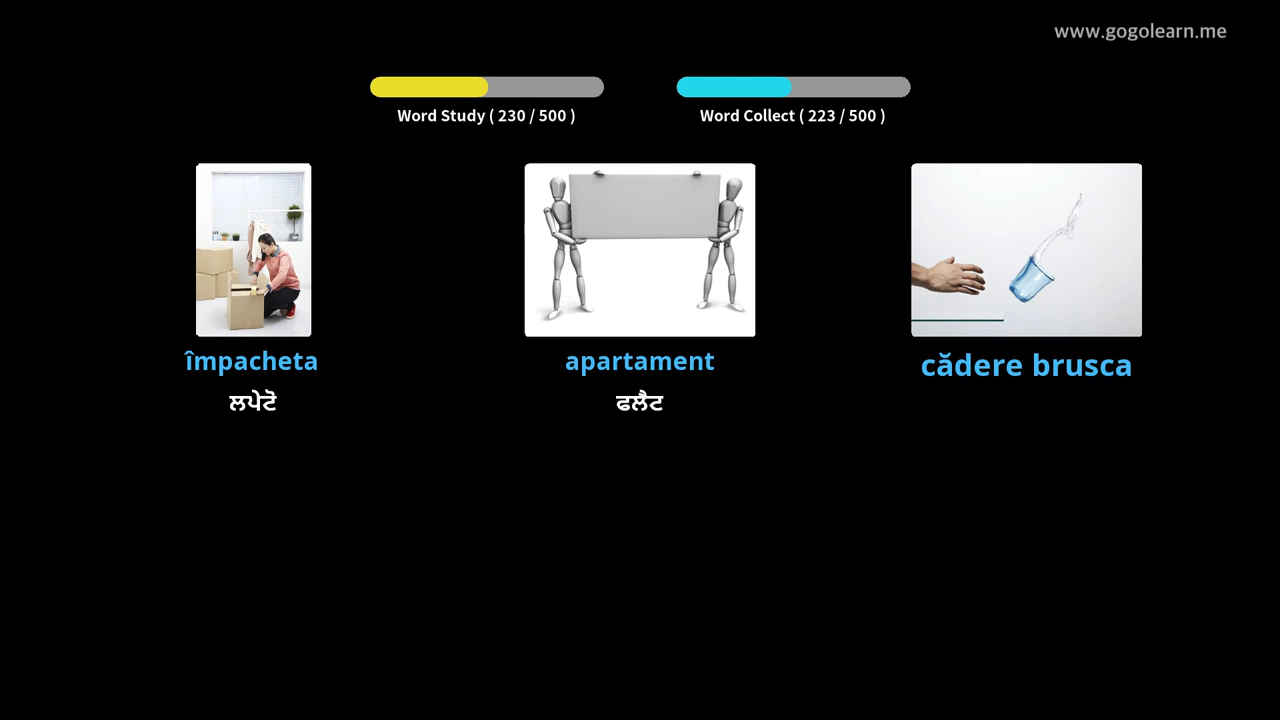 www.gogolearn.me
Word Study ( 230 / 500 )
Word Collect ( 223 / 500 )
împacheta
ਲਪੇਟੋ
apartament
ਫਲੈਟ
cădere brusca